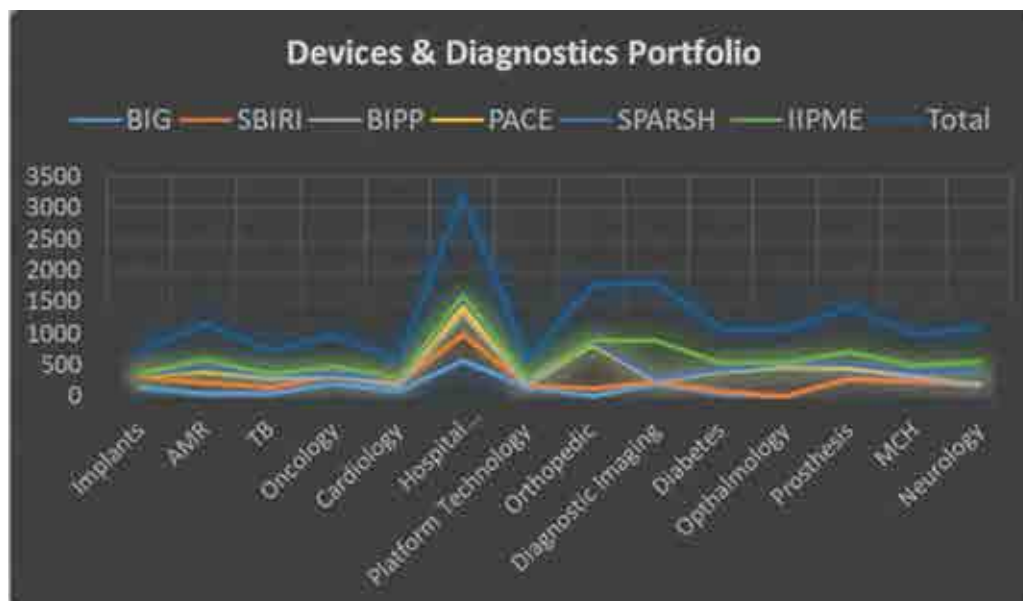 Devices & Diagnostics Portfolio
BIG SBIRI BIPP PACE SPARSH IIPME Total
3500
3000
2500
2000
1500
1000
500
0
Implants
AMR
TB
Oncology
Cardiology
Hospital...
Platform Technology
Orthopedic
Diagnostic Imaging
Diabetes
Opthalmology
Prosthesis
MCH
Neurology